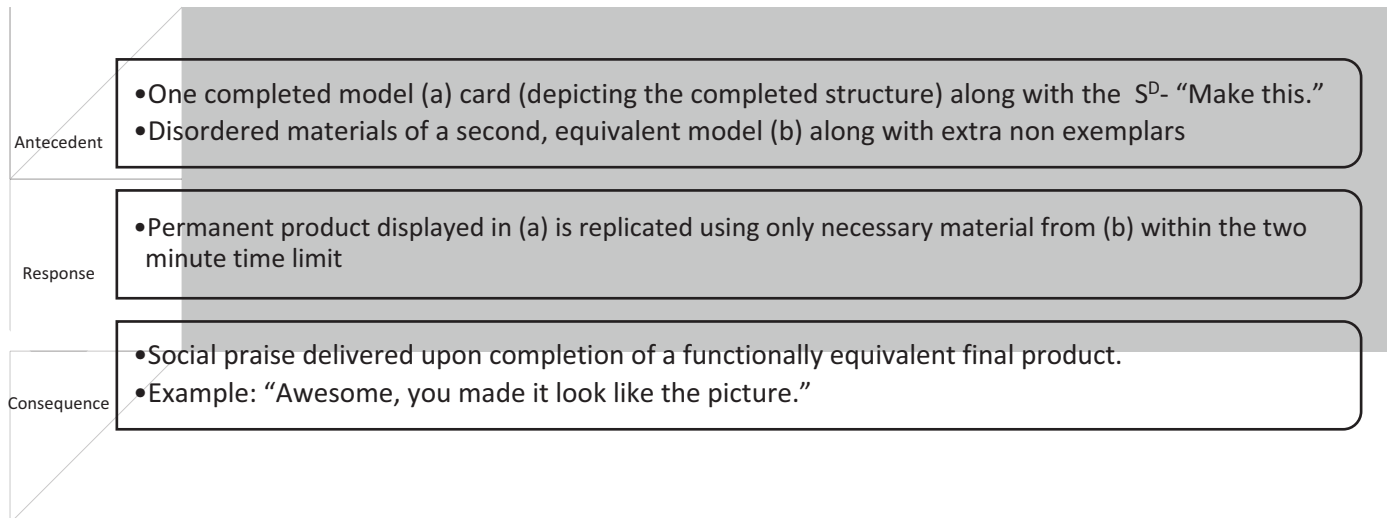 Antecedent
•One completed model (a) card (depicting the completed structure) along with the Sᴰ- “Make this.”
•Disordered materials of a second, equivalent model (b) along with extra non exemplars
Response
•Permanent product displayed in (a) is replicated using only necessary material from (b) within the two
minute time limit
Consequence
•Social praise delivered upon completion of a functionally equivalent final product.
•Example: “Awesome, you made it look like the picture.”